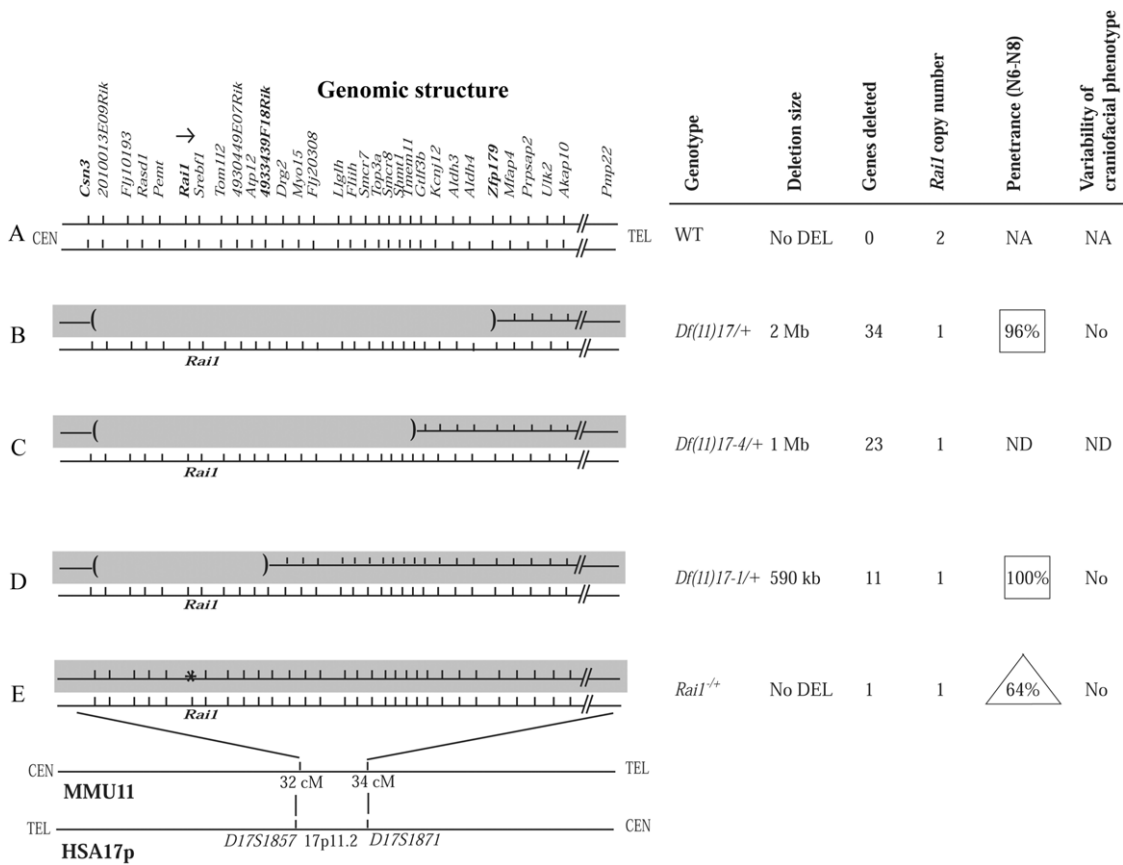 Genomic structure
Csn3
2010013E09Rik
Flj10193
Rasd1
Pemt
Rai1
Srebf1
Tom1l2
4930449E07Rik
Atp12
4933439F18Rik
Drg2
Myo15
Flj20308
Llglh
Fliih
Smcr7
Top3a
Smcr8
Shmt1
Tmem11
Gtf3b
Kcnj12
Aldh3
Aldh4
Zfp179
Mfap4
Prpsap2
Ulk2
Akap10
Pmp22
Genotype
Deletion size
Genes deleted
Rai1 copy number
Penetrance (N6-N8)
Variability of
craniofacial phenotype
A CEN TEL WT No DEL 0 2 NA NA
B Df(11)17/+ 2 Mb 34 1 96% No
Rai1
C Df(11)17-4/+ 1 Mb 23 1 ND ND
Rai1
D Df(11)17-1/+ 590 kb 11 1 100% No
Rai1
E * Rai1-/+ No DEL 1 1 64% No
Rai1
CEN TEL
MMU11 32 cM 34 cM
TEL CEN
HSA17p D17S1857 17p11.2 D17S1871